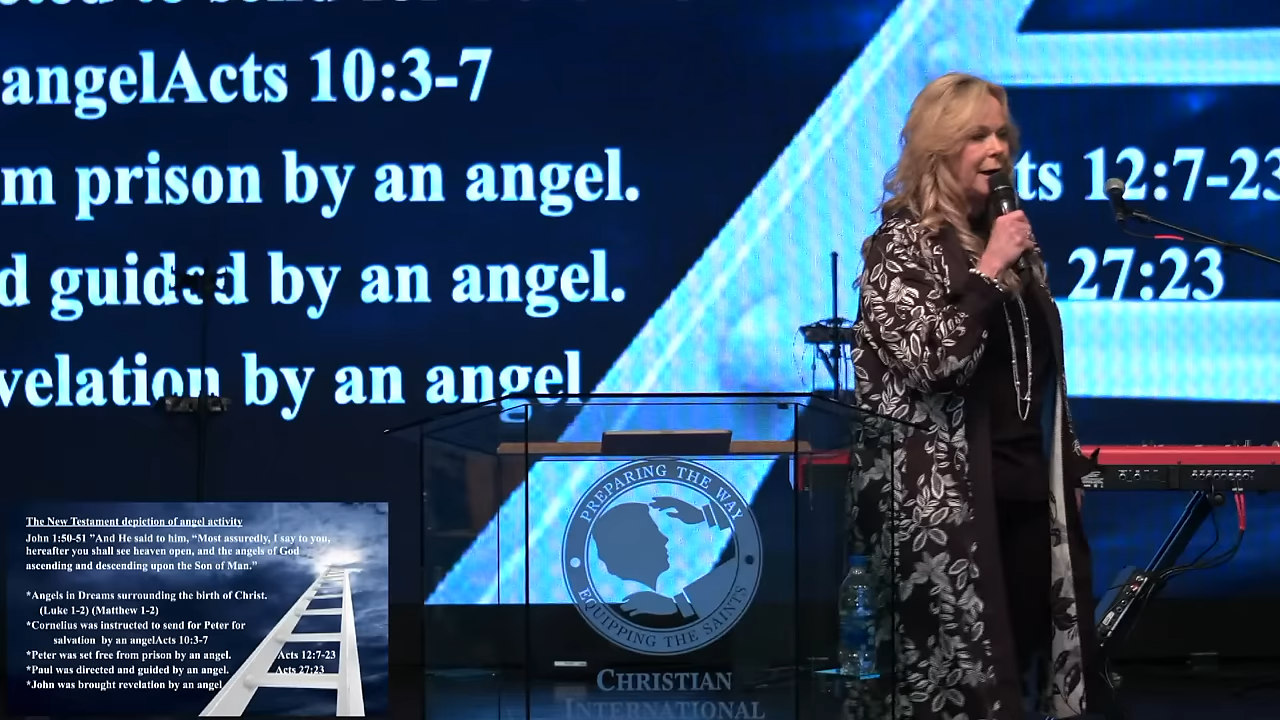 angelActs 10:3-7
m prison by an angel.
ts 12:7-23
d guided by an angel.
27:23
velation by an angel
PREPARING THE WAY
EQUIPPING THE SAINTS
CHRISTIAN
INTERNATIONAL
The New Testament depiction of angel activity
John 1:50-51 "And He said to him, “Most assuredly, I say to you,
hereafter you shall see heaven open, and the angels of God
ascending and descending upon the Son of Man.”
*Angels in Dreams surrounding the birth of Christ.
(Luke 1-2) (Matthew 1-2)
*Cornelius was instructed to send for Peter for
salvation by an angelActs 10:3-7
*Peter was set free from prison by an angel. Acts 12:7-23
*Paul was directed and guided by an angel. Acts 27:23
*John was brought revelation by an angel